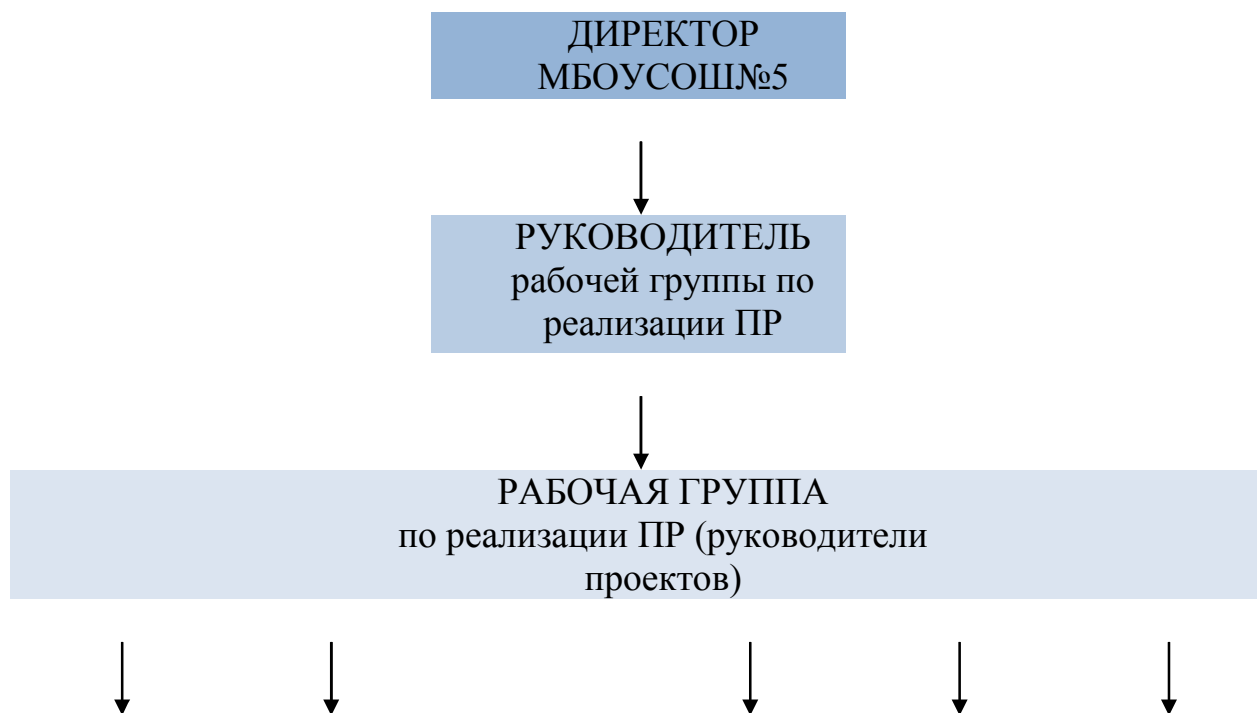 ДИРЕКТОР
МБОУСОШ№5
РУКОВОДИТЕЛЬ
рабочей группы по
реализации ПР
РАБОЧАЯ ГРУППА
по реализации ПР (руководители
проектов)